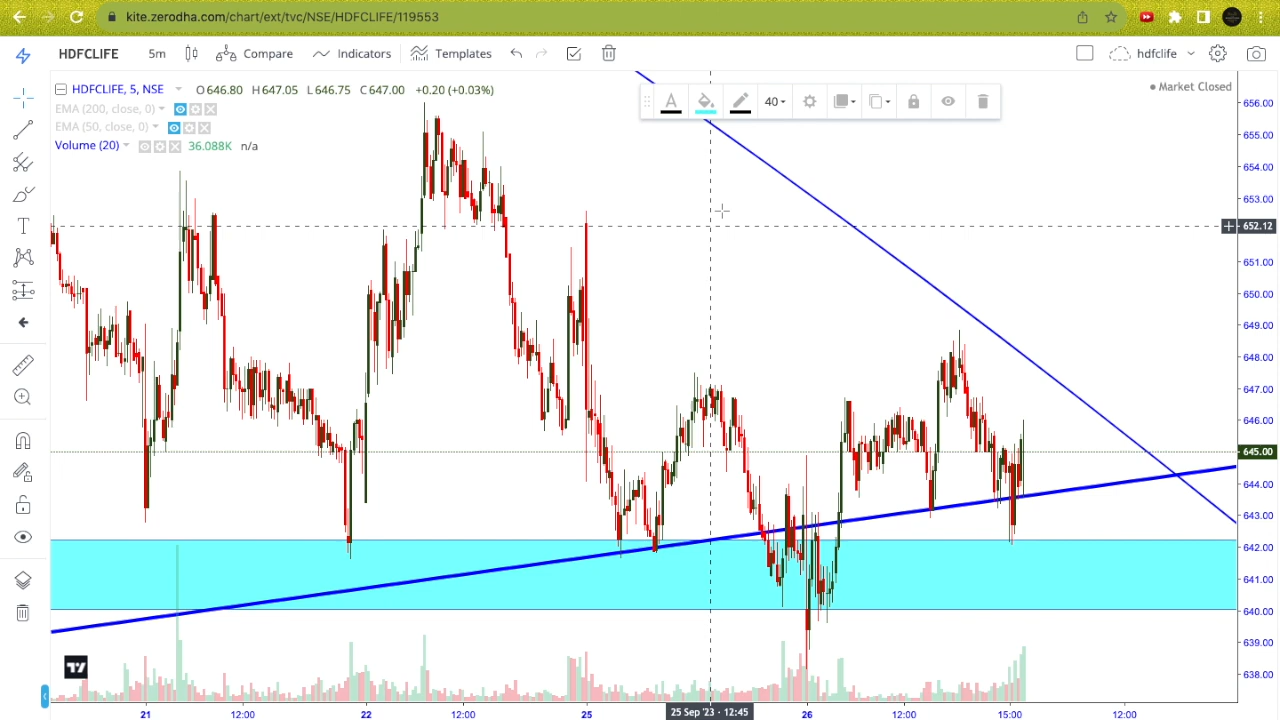 kite.zerodha.com/chart/ext/tvc/NSE/HDFCLIFE/119553
HDFCLIFE 5m Compare Indicators Templates hdfclife
HDFCLIFE, 5, NSE O646.80 H647.05 L646.75 C647.00 +0.20 (+0.03%)
Market Closed
EMA (200, close, 0)
EMA (50, close, 0)
Volume (20) 36.088K n/a
A 40
T
656.00
655.00
654.00
653.00
652.12
651.00
650.00
649.00
648.00
647.00
646.00
645.00
644.00
643.00
642.00
641.00
640.00
639.00
638.00
21 12:00 22 12:00 25 25 Sep '23 · 12:45 26 12:00 15:00 12:00